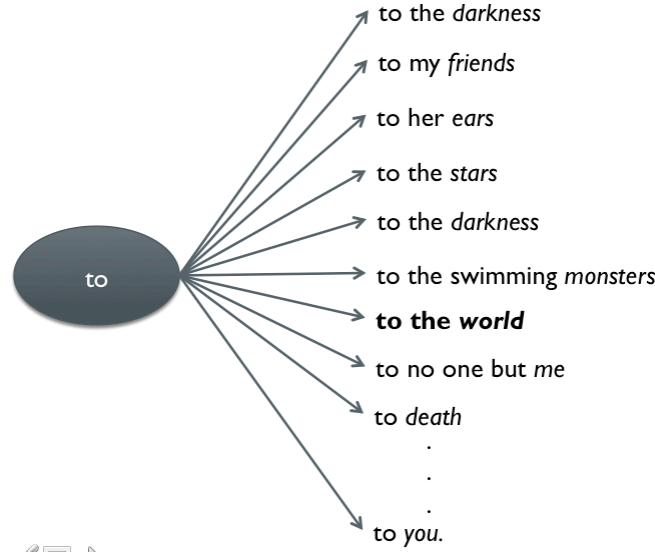 to the darkness
to my friends
to her ears
to the stars
to the darkness
to
to the swimming monsters
to the world
to no one but me
to death
.
.
.
to you.